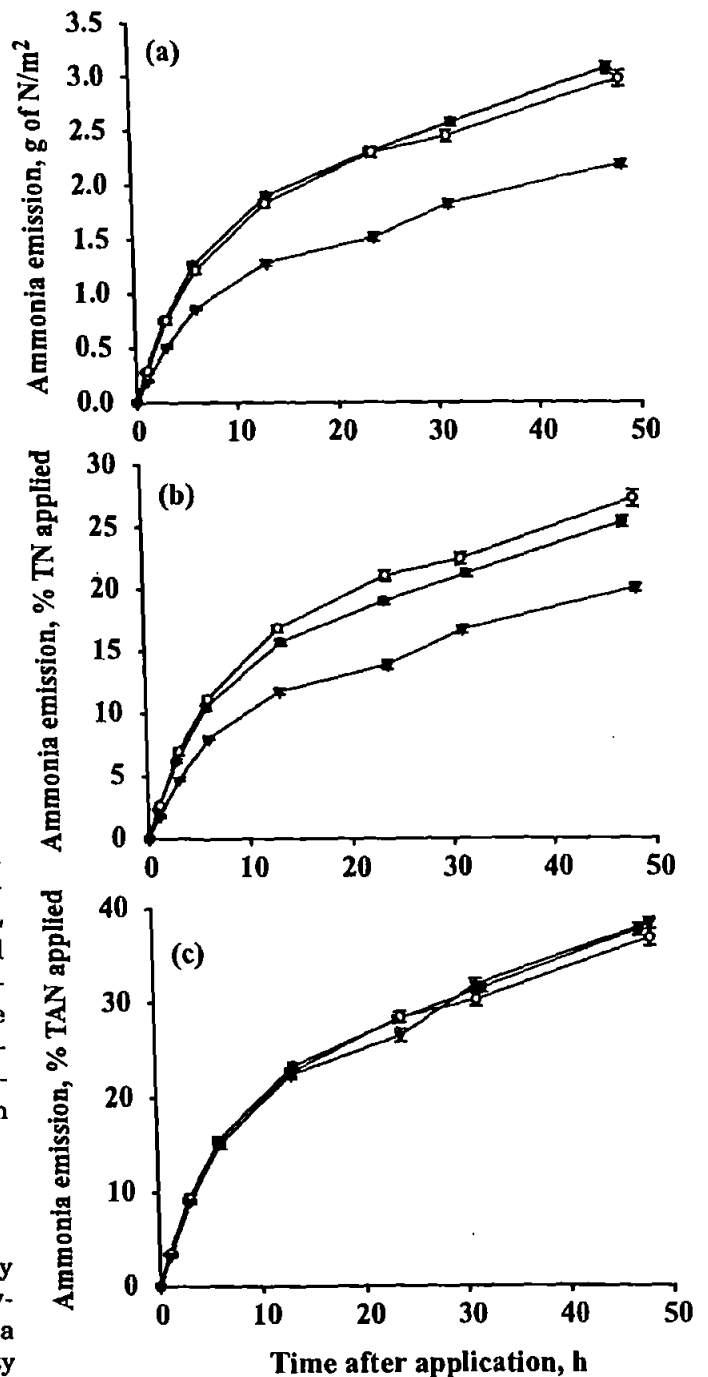 (a)
Ammonia emission, g of N/m²
3.5
3.0
2.5
2.0
1.5
1.0
0.5
0.0
0 10 20 30 40 50
(b)
Ammonia emission, % TN applied
30
25
20
15
10
5
0
0 10 20 30 40 50
(c)
Ammonia emission, % TAN applied
40
30
20
10
0
0 10 20 30 40 50
Time after application, h